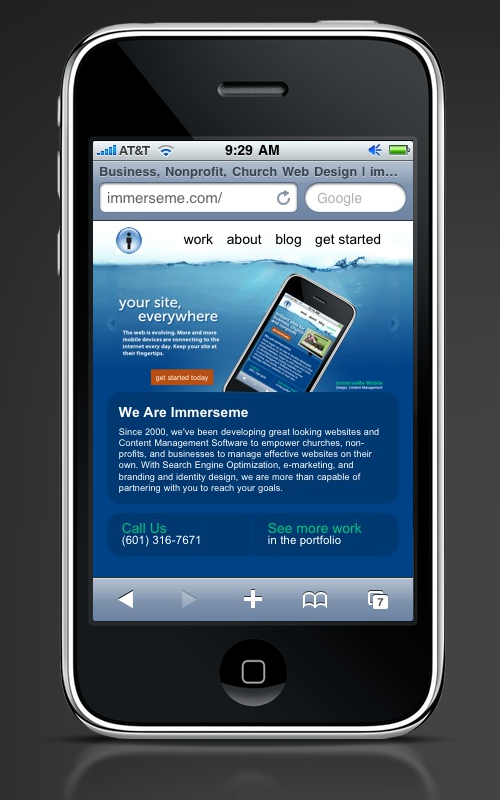 AT&T 9:29 AM
Business, Nonprofit, Church Web Design | im...
immerseme.com/ Google
work about blog get started
your site,
everywhere
The web is evolving. More and more
mobile devices are connecting to the
internet every day. Keep your site at
their fingertips.
get started today
ImmerseMe Mobile
Design, Content Management
We Are Immerseme
Since 2000, we've been developing great looking websites and
Content Management Software to empower churches, non-
profits, and businesses to manage effective websites on their
own. With Search Engine Optimization, e-marketing, and
branding and identity design, we are more than capable of
partnering with you to reach your goals.
Call Us See more work
(601) 316-7671 in the portfolio
7